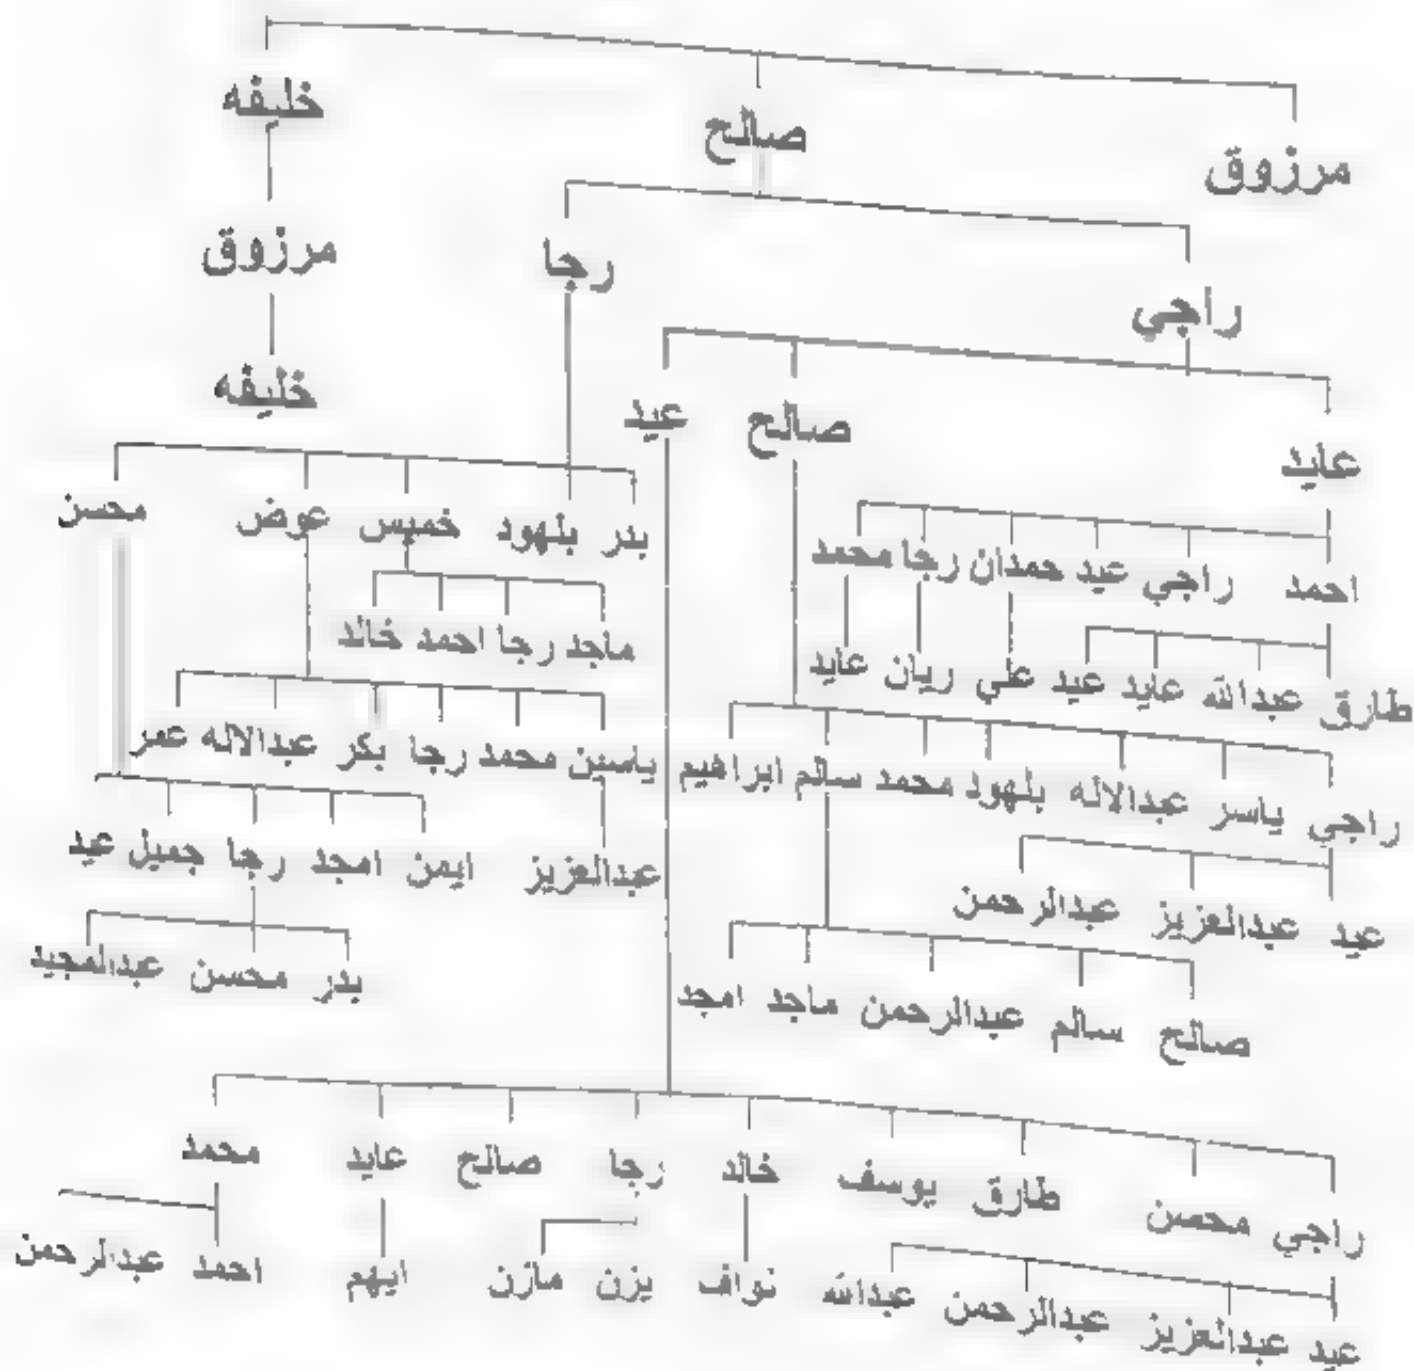 مرزوق صالح خليفه
راجي رجا مرزوق
عايد صالح عيد خليفه
احمد راجي عيد حمدان رجا محمد
بدر بلهود خميس عوض محسن
طارق عبدالله عايد عيد علي ريان عايد
ماجد رجا احمد خالد
راجي ياسر عبدالاله بلهود محمد سالم ابراهيم
ياسين محمد رجا بكر عبدالاله عمر
عيد عبدالعزيز عبدالرحمن
عبدالعزيز ايمن امجد رجا جميل عيد
صالح سالم عبدالرحمن ماجد امجد
بدر محسن عبدالمجيد
راجي محسن طارق يوسف خالد رجا صالح عايد محمد
عيد عبدالعزيز عبدالرحمن عبدالله نواف يزن مازن ايهم احمد عبدالرحمن